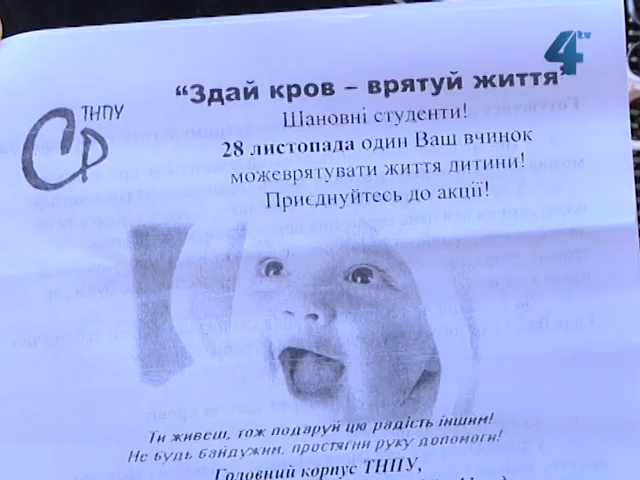 4 tv
"Здай кров – врятуй життя"
ТНПУ
СР
Шановні студенти!
28 листопада один Ваш вчинок
можеврятувати життя дитини!
Приєднуйтесь до акції!
Ти живеш, тож подаруй цю радість іншим!
Не будь байдужим, простягни руку допомоги!
Головний корпус ТНПУ,